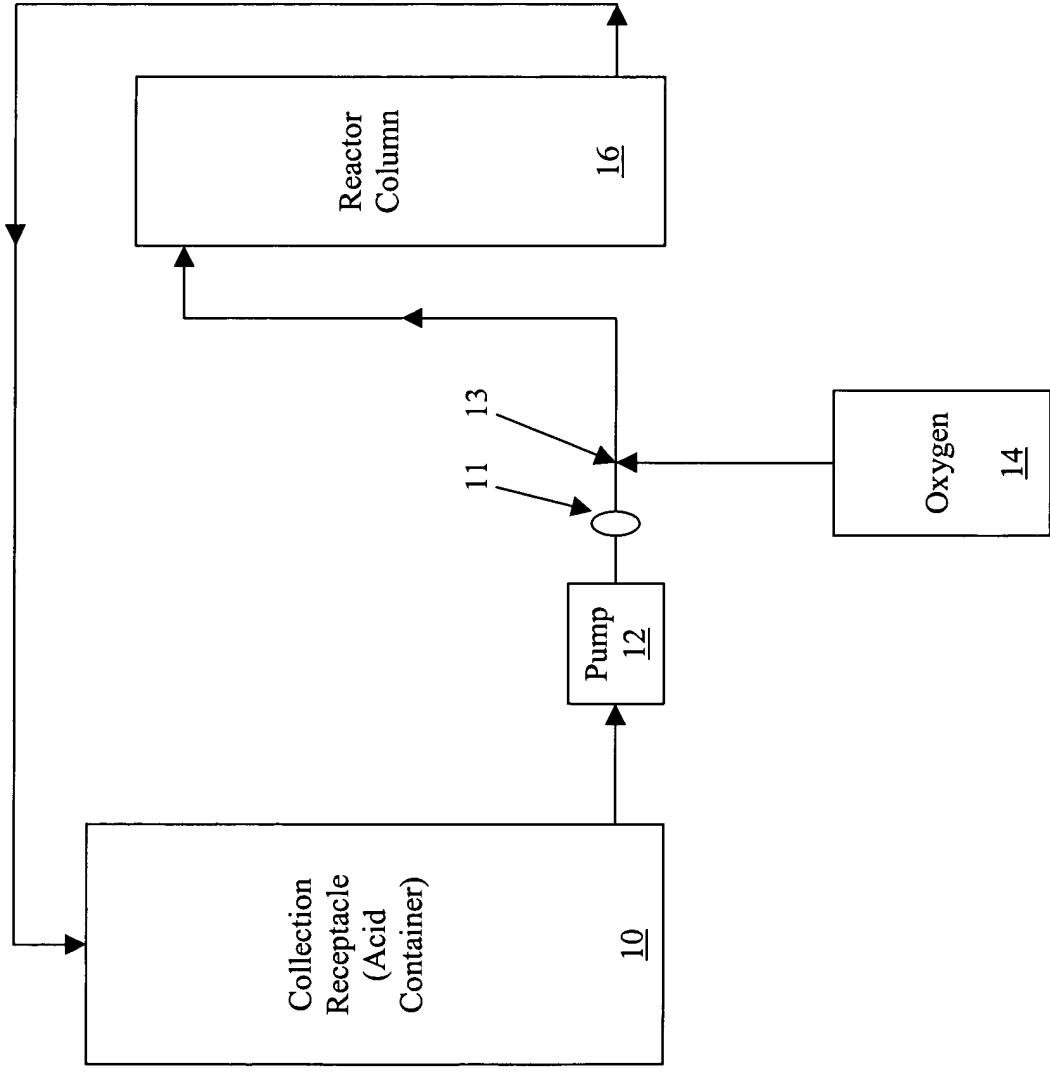 Collection
Receptacle
(Acid
Container)
10
Pump
12
11
13
Oxygen
14
Reactor
Column
16